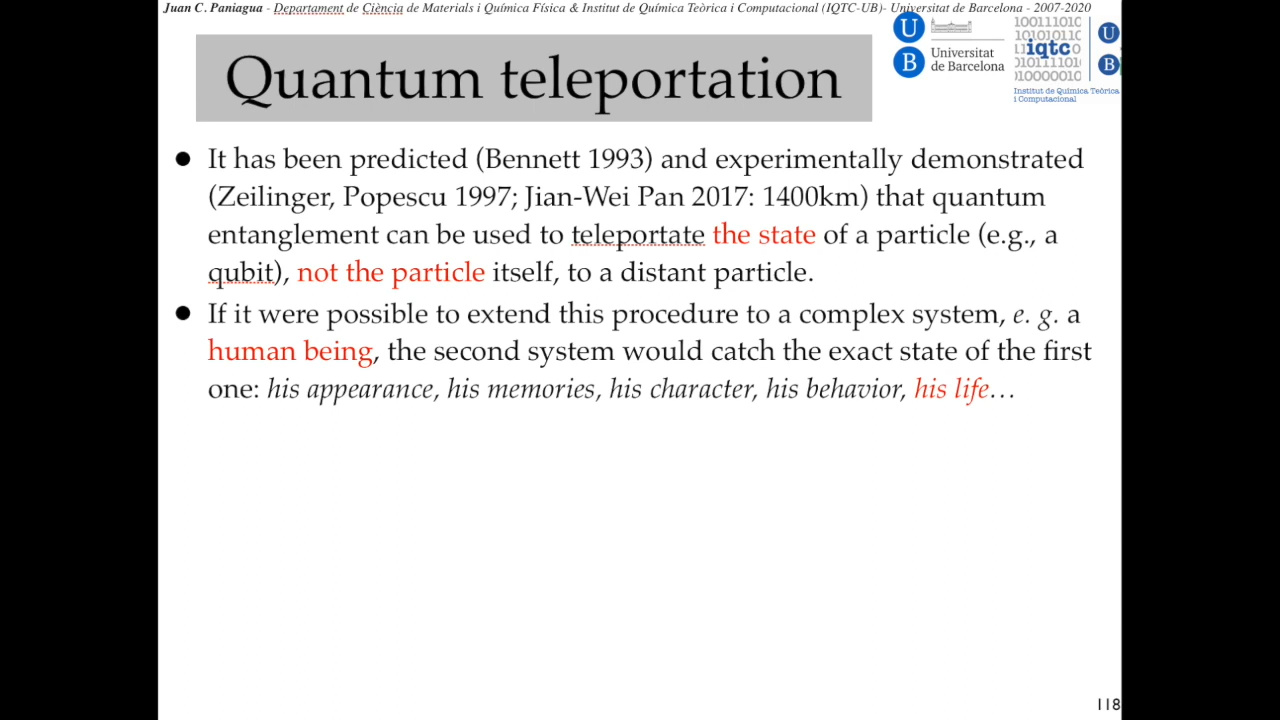 Juan C. Paniagua - Departament de Ciència de Materials i Química Física & Institut de Química Teòrica i Computacional (IQTC-UB)- Universitat de Barcelona - 2007-2020
Quantum teleportation
U
B
Universitat
de Barcelona
100111010
iqtc
Institut de Química Teòrica
i Computacional
U
B
● It has been predicted (Bennett 1993) and experimentally demonstrated
(Zeilinger, Popescu 1997; Jian-Wei Pan 2017: 1400km) that quantum
entanglement can be used to teleportate the state of a particle (e.g., a
qubit), not the particle itself, to a distant particle.
● If it were possible to extend this procedure to a complex system, e. g. a
human being, the second system would catch the exact state of the first
one: his appearance, his memories, his character, his behavior, his life…
118